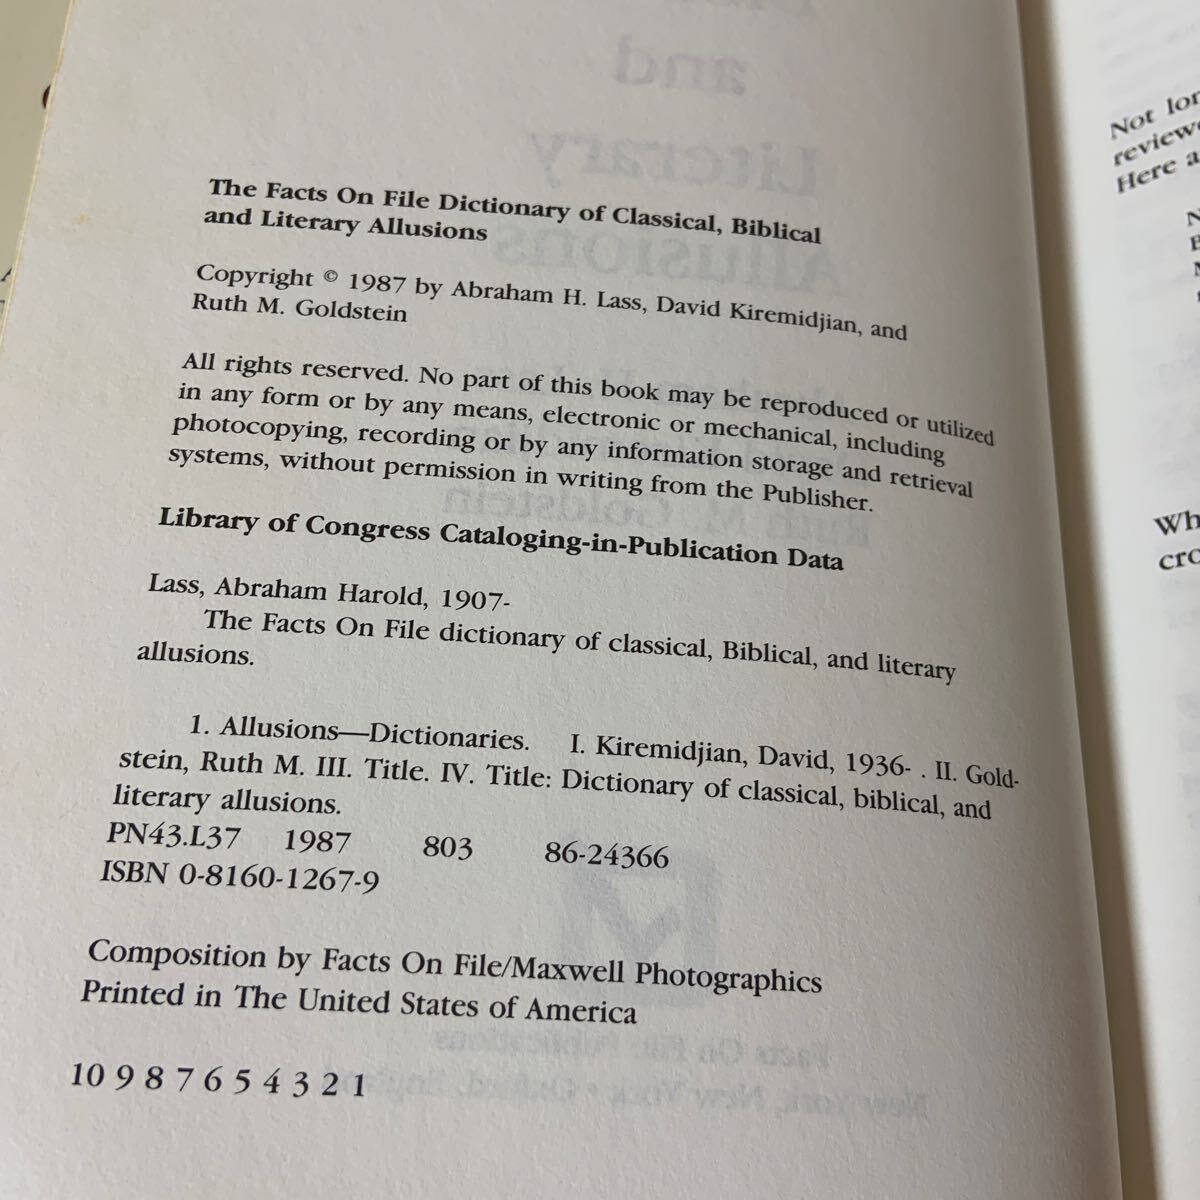 The Facts On File Dictionary of Classical, Biblical
and Literary Allusions
Copyright © 1987 by Abraham H. Lass, David Kiremidjian, and
Ruth M. Goldstein
All rights reserved. No part of this book may be reproduced or utilized
in any form or by any means, electronic or mechanical, including
photocopying, recording or by any information storage and retrieval
systems, without permission in writing from the Publisher.
Library of Congress Cataloging-in-Publication Data
Lass, Abraham Harold, 1907-
The Facts On File dictionary of classical, Biblical, and literary
allusions.
1. Allusions—Dictionaries. I. Kiremidjian, David, 1936- . II. Gold-
stein, Ruth M. III. Title. IV. Title: Dictionary of classical, biblical, and
literary allusions.
PN43.L37 1987 803 86-24366
ISBN 0-8160-1267-9
Composition by Facts On File/Maxwell Photographics
Printed in The United States of America
10 9 8 7 6 5 4 3 2 1
Not
Here